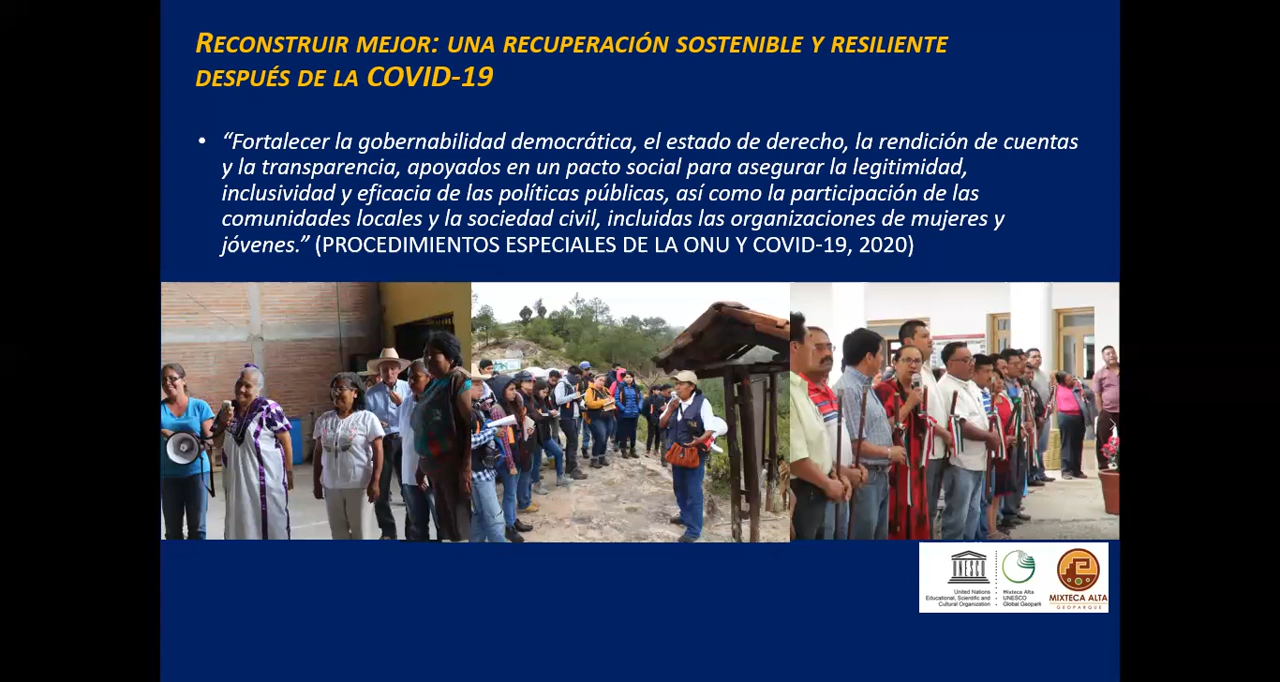 RECONSTRUIR MEJOR: UNA RECUPERACIÓN SOSTENIBLE Y RESILIENTE
DESPUÉS DE LA COVID-19
• “Fortalecer la gobernabilidad democrática, el estado de derecho, la rendición de cuentas
y la transparencia, apoyados en un pacto social para asegurar la legitimidad,
inclusividad y eficacia de las políticas públicas, así como la participación de las
comunidades locales y la sociedad civil, incluidas las organizaciones de mujeres y
jóvenes.” (PROCEDIMIENTOS ESPECIALES DE LA ONU Y COVID-19, 2020)
UNESCO
United Nations
Educational, Scientific and
Cultural Organization
Mixteca Alta
UNESCO
Global Geopark
MIXTECA ALTA
GEOPARQUE